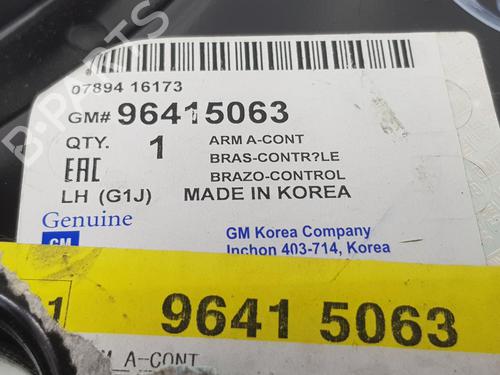 07894 16173
GM# 96415063
QTY. 1 ARM A-CONT
BRAS-CONTR?LE
EAC BRAZO-CONTROL
LH (G1J) MADE IN KOREA
Genuine
GM Korea Company
GM Inchon 403-714, Korea
1 9641 5063
A-CONT
B-PARTS